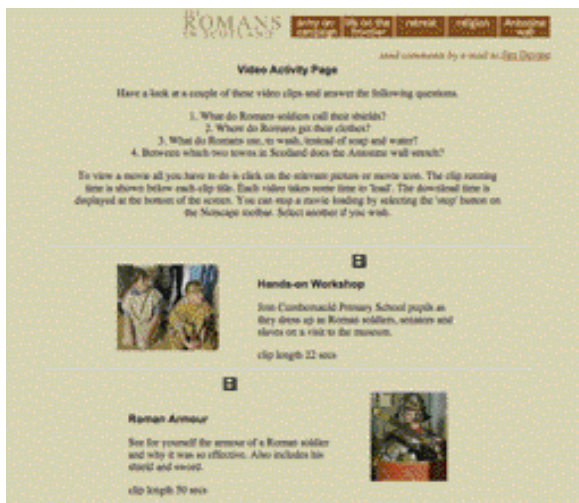 THE
ROMANS
IN SCOTLAND
army on campaign
life on the frontier
retreat
religion
Antonine wall
send comments by e-mail to Jim Devine
Video Activity Page
Have a look at a couple of these video clips and answer the following questions.
1. What do Roman soldiers call their shields?
2. Where do Romans get their clothes?
3. What do Romans use, to wash, instead of soap and water?
4. Between which two towns in Scotland does the Antonine wall stretch?
To view a movie all you have to do is click on the relevant picture or movie icon. The clip running
time is shown below each clip title. Each video takes some time to 'load'. The download time is
displayed at the bottom of the screen. You can stop a movie loading by selecting the 'stop' button on
the Netscape toolbar. Select another if you wish.
Hands-on Workshop
Join Cumbernauld Primary School pupils as
they dress up as Roman soldiers, senators and
slaves on a visit to the museum.
clip length 22 secs
Roman Armour
See for yourself the armour of a Roman soldier
and why it was so effective. Also includes his
shield and sword.
clip length 50 secs